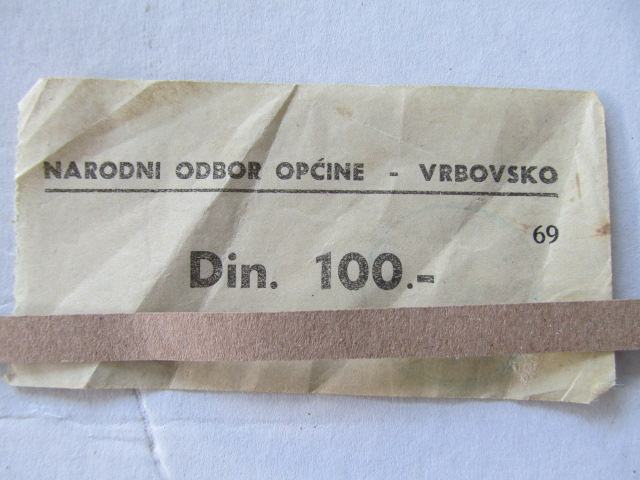 NARODNI ODBOR OPĆINE - VRBOVSKO
69
Din. 100.-